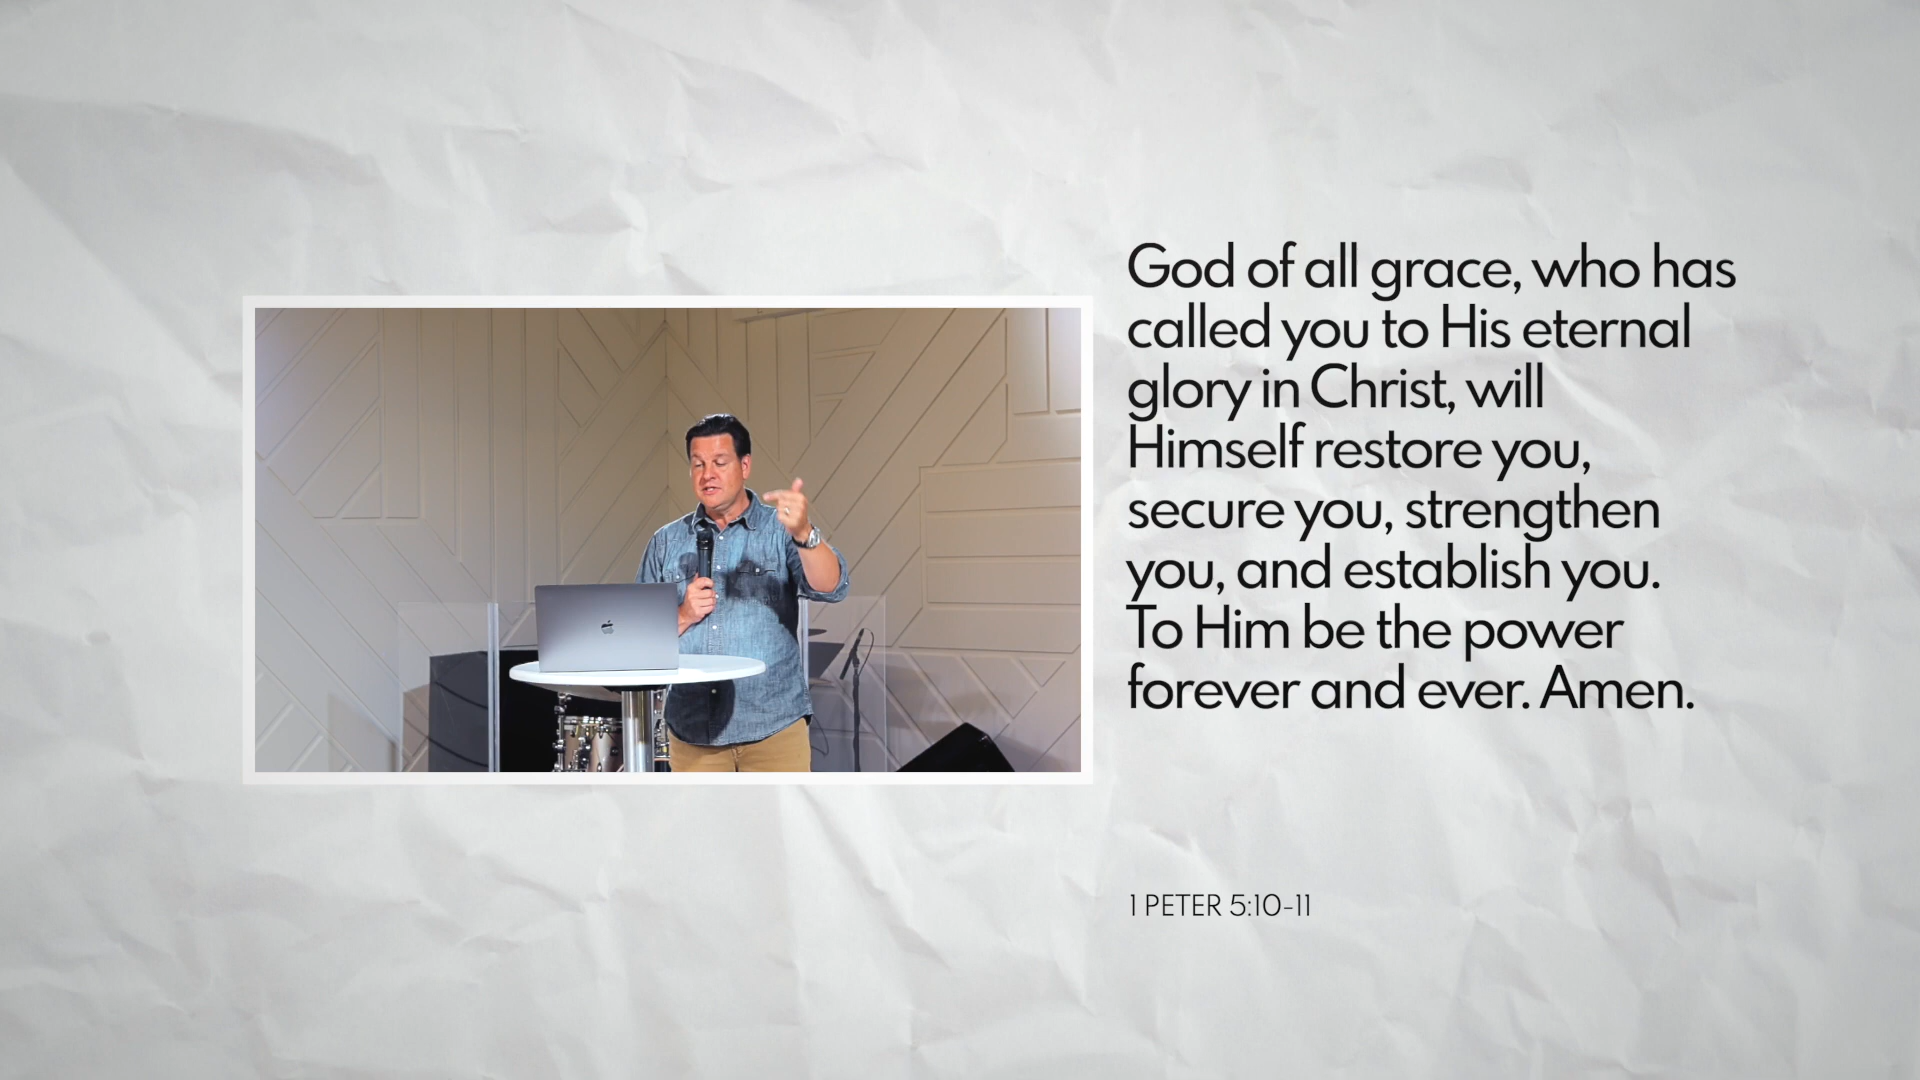 God of all grace, who has
called you to His eternal
glory in Christ, will
Himself restore you,
secure you, strengthen
you, and establish you.
To Him be the power
forever and ever. Amen.
1 PETER 5:10-11